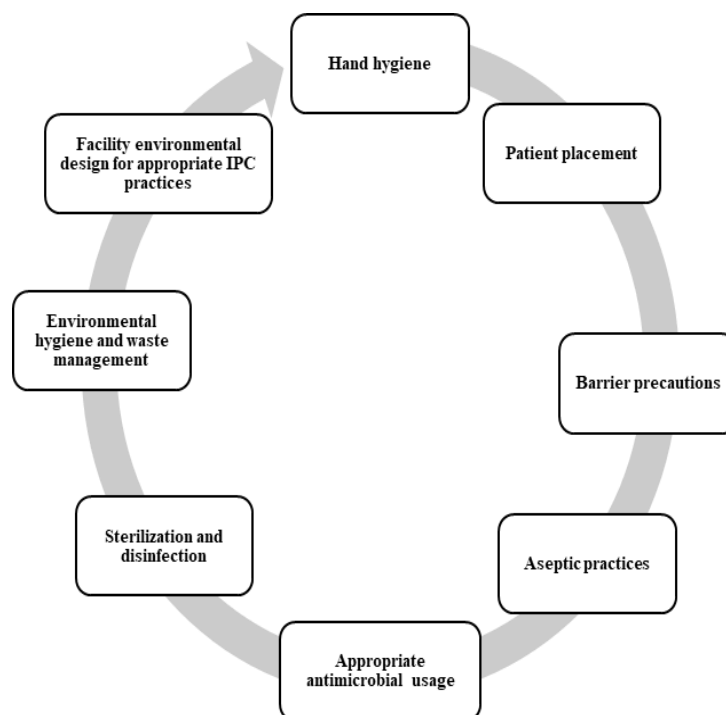 Hand hygiene
Patient placement
Barrier precautions
Aseptic practices
Appropriate
antimicrobial usage
Sterilization and
disinfection
Environmental
hygiene and waste
management
Facility environmental
design for appropriate IPC
practices